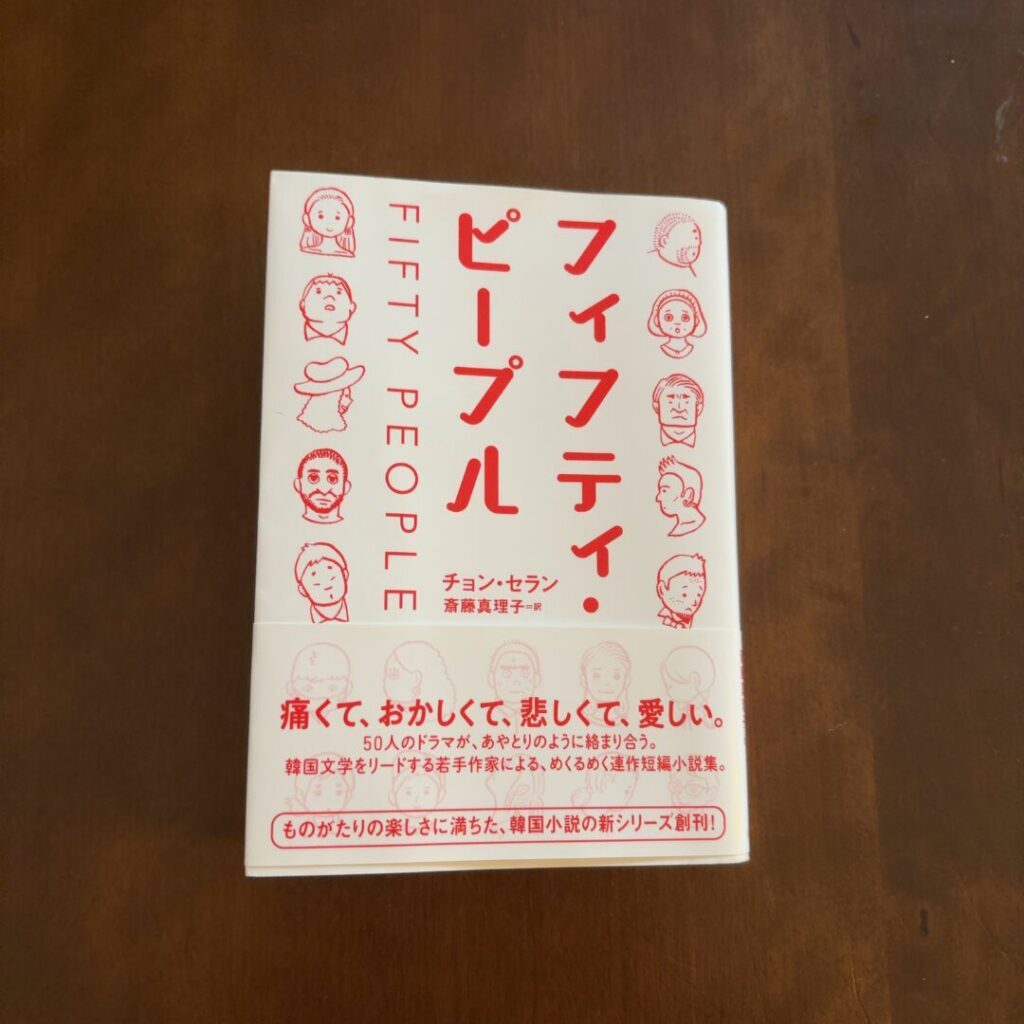 フィフティ・
ピープル
FIFTY PEOPLE
チョン・セラン
斎藤真理子=訳
痛くて、おかしくて、悲しくて、愛しい。
50人のドラマが、あやとりのように絡まり合う。
韓国文学をリードする若手作家による、めくるめく連作短編小説集。
ものがたりの楽しさに満ちた、韓国小説の新シリーズ創刊!